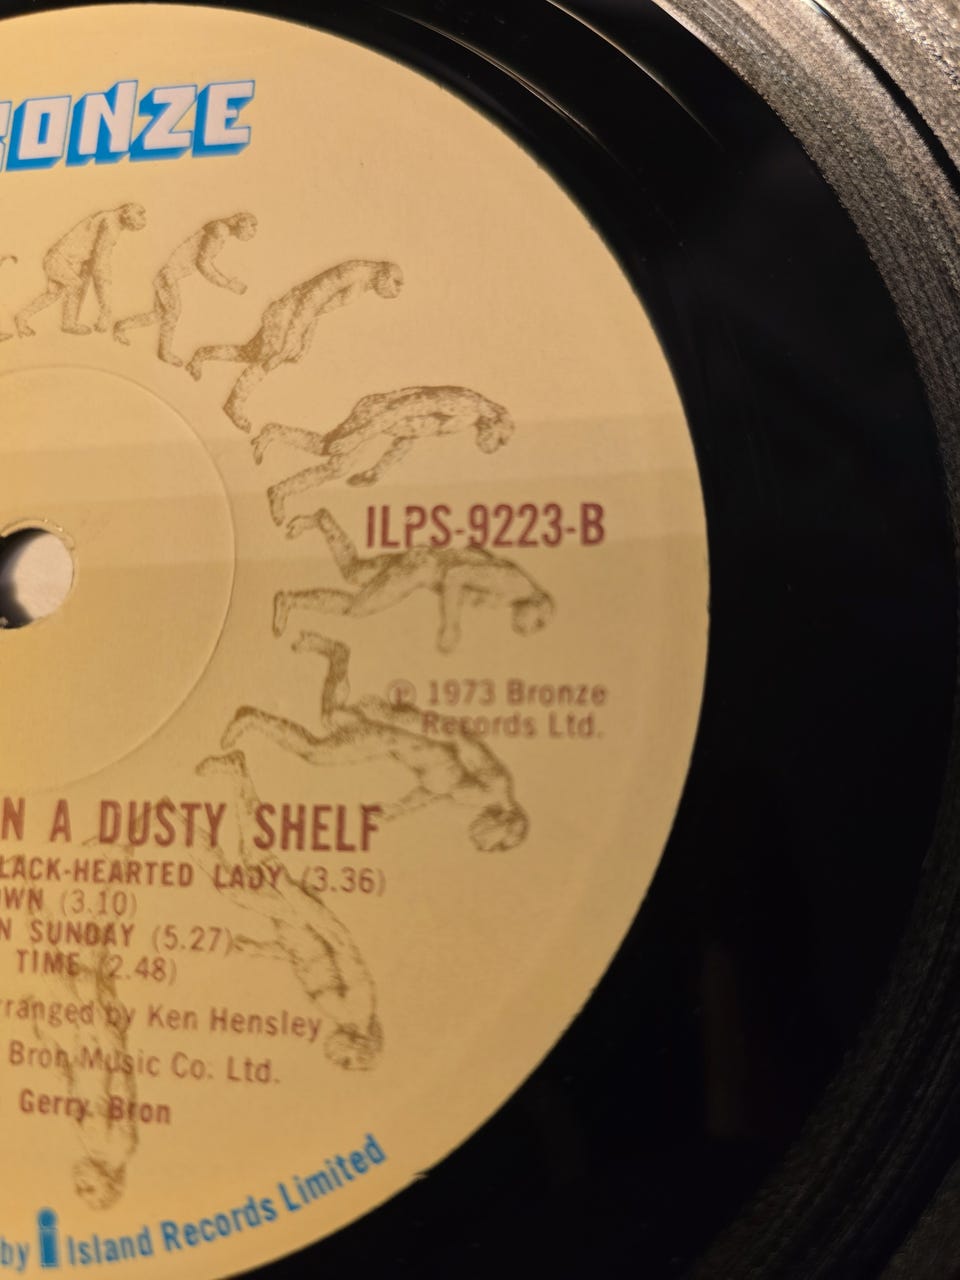 BRONZE
ILPS-9223-B
℗ 1973 Bronze
Records Ltd.
N A DUSTY SHELF
LACK-HEARTED LADY (3.36)
OWN (3.10)
N SUNDAY (5.27)
TIME (2.48)
rranged by Ken Hensley
Bron Music Co. Ltd.
Gerry Bron
by i Island Records Limited